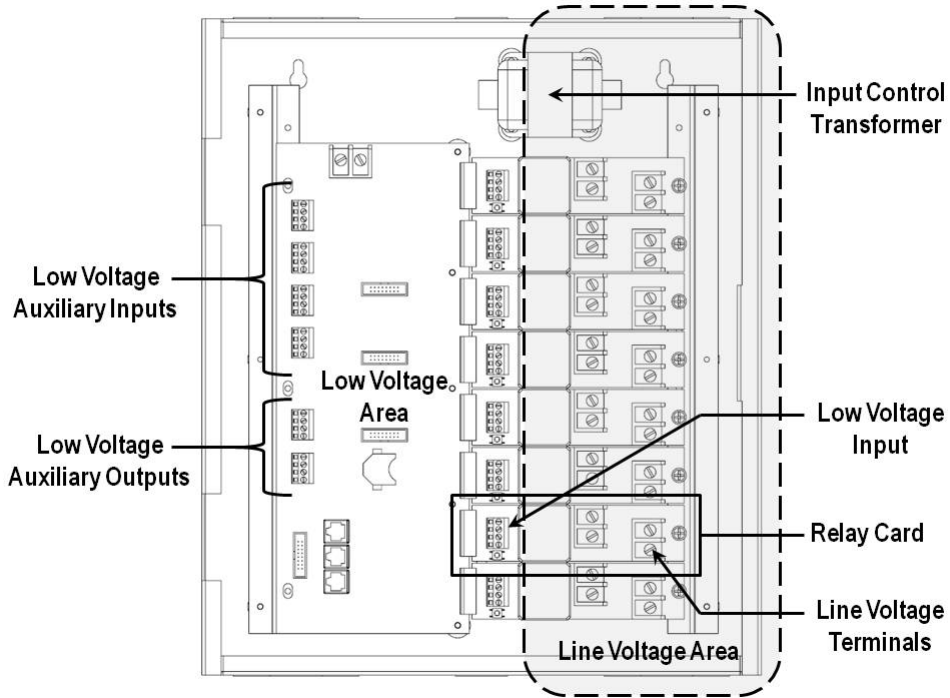 Input Control
Transformer
Low Voltage
Auxiliary Inputs
Low Voltage
Area
Low Voltage
Input
Low Voltage
Auxiliary Outputs
Relay Card
Line Voltage
Terminals
Line Voltage Area